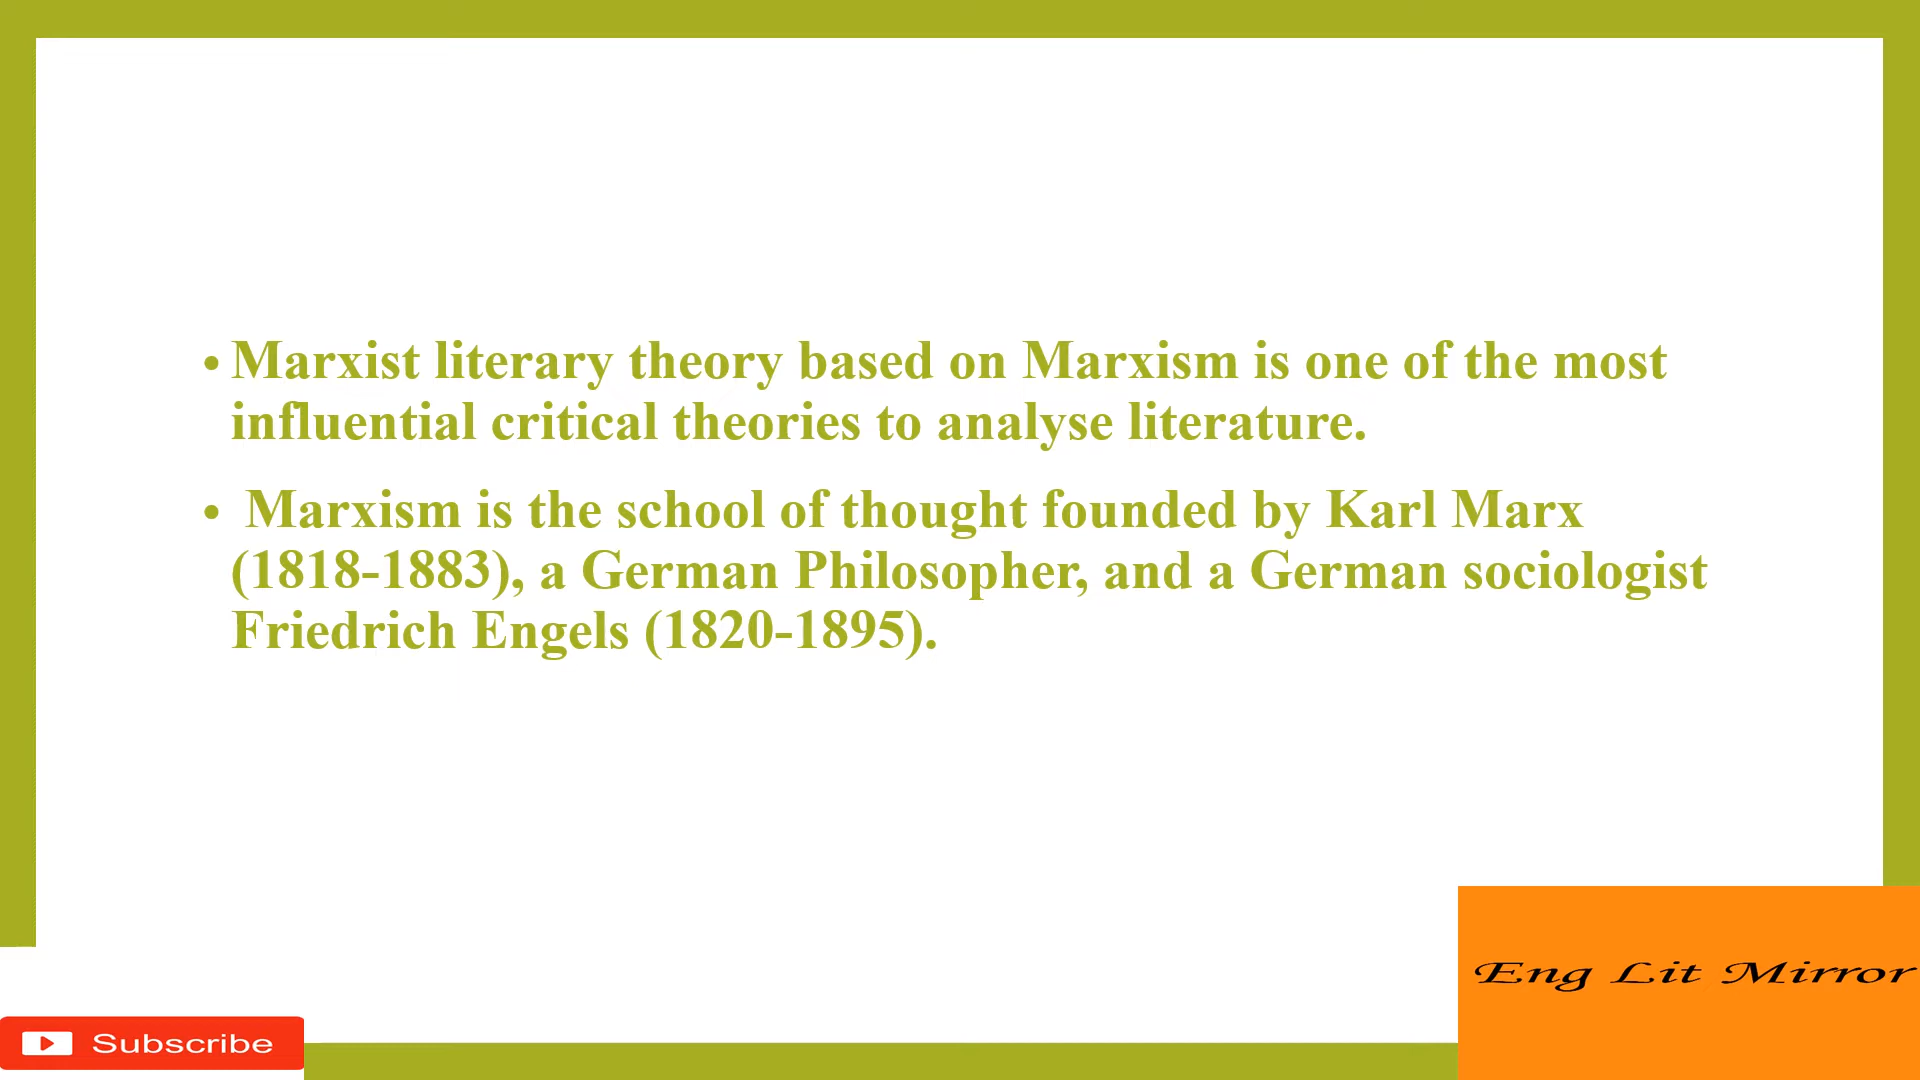 • Marxist literary theory based on Marxism is one of the most
influential critical theories to analyse literature.
• Marxism is the school of thought founded by Karl Marx
(1818-1883), a German Philosopher, and a German sociologist
Friedrich Engels (1820-1895).
Eng Lit Mirror
Subscribe